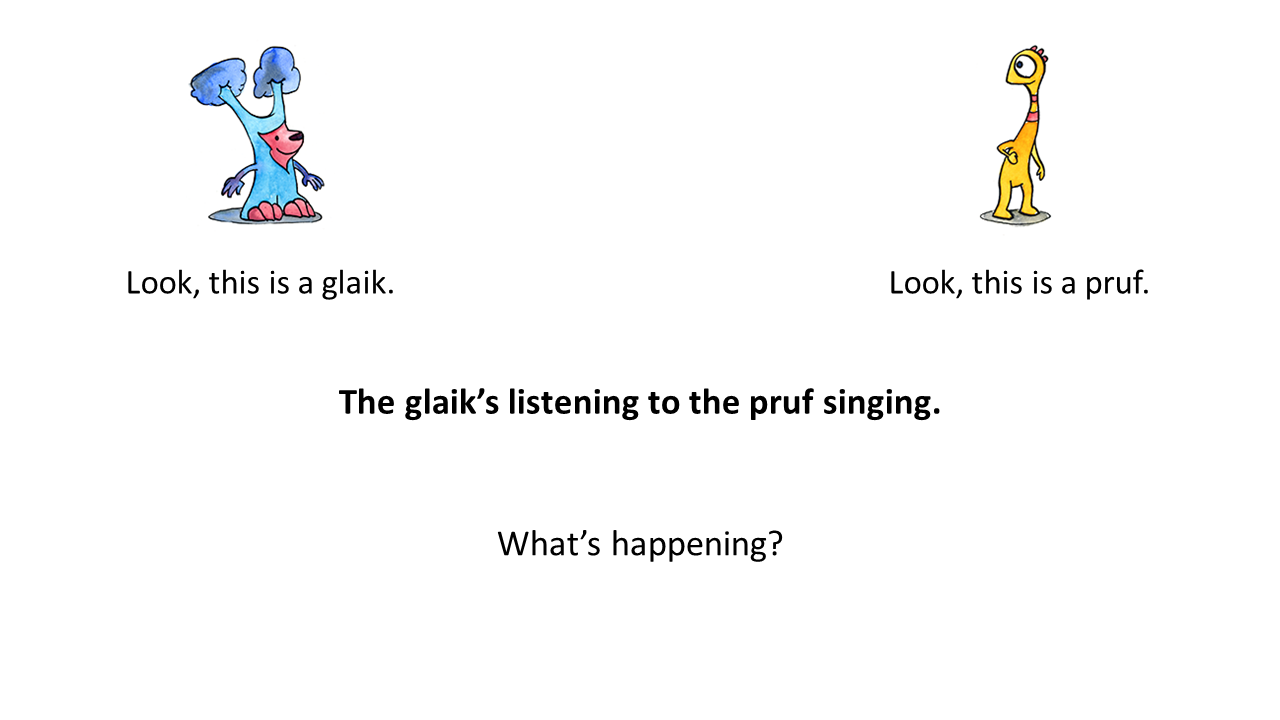 Look, this is a glaik.
Look, this is a pruf.
The glaik’s listening to the pruf singing.
What’s happening?